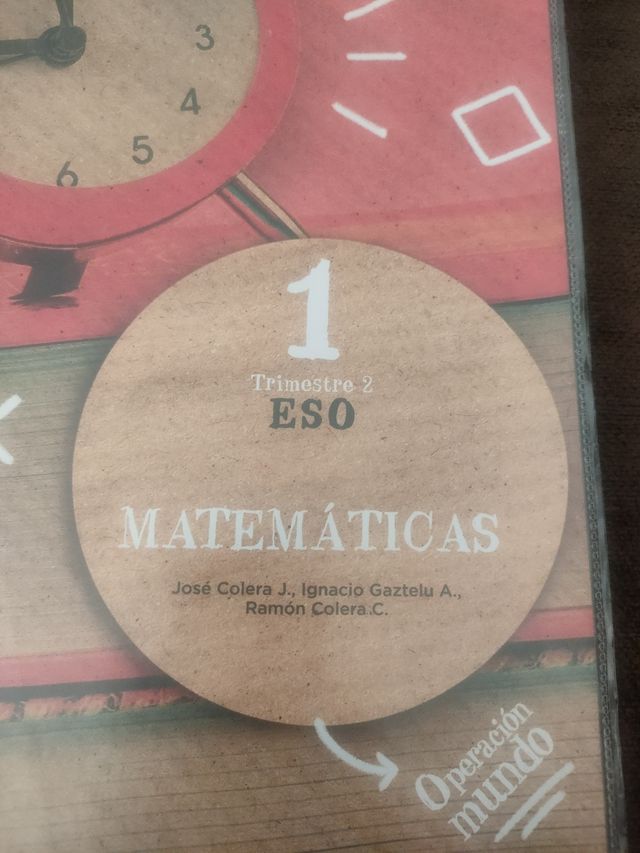 3
4
5
6
1
Trimestre 2
ESO
MATEMÁTICAS
José Colera J., Ignacio Gaztelu A.,
Ramón Colera C.
Operación
mundo